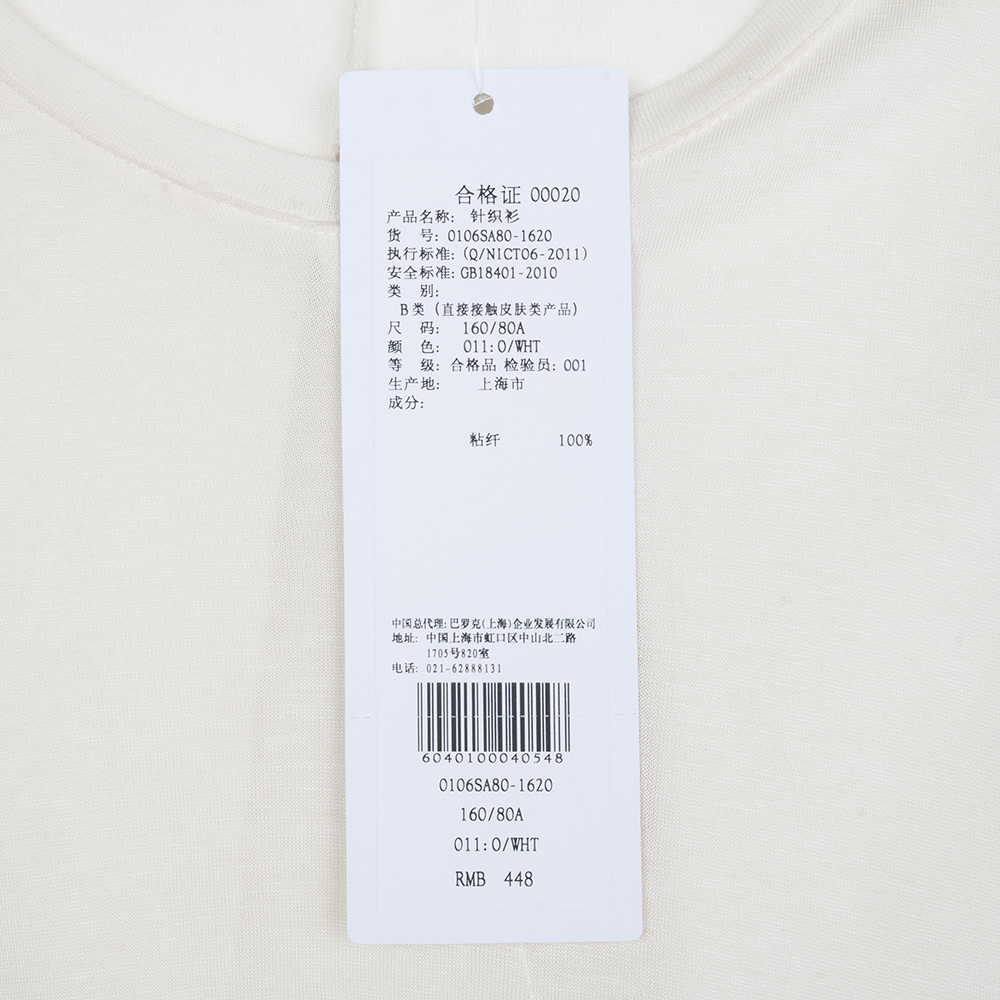 合格证 00020
产品名称: 针织衫
货 号: 0106SA80-1620
执行标准: (Q/NICT06-2011)
安全标准: GB18401-2010
类 别:
B类 (直接接触皮肤类产品)
尺 码: 160/80A
颜 色: 011:O/WHT
等 级: 合格品 检验员: 001
生产地: 上海市
成分:
粘纤 100%
中国总代理: 巴罗克(上海)企业发展有限公司
地址: 中国上海市虹口区中山北二路
1705号820室
电话: 021-62888131
6040100040548
0106SA80-1620
160/80A
011:O/WHT
RMB 448